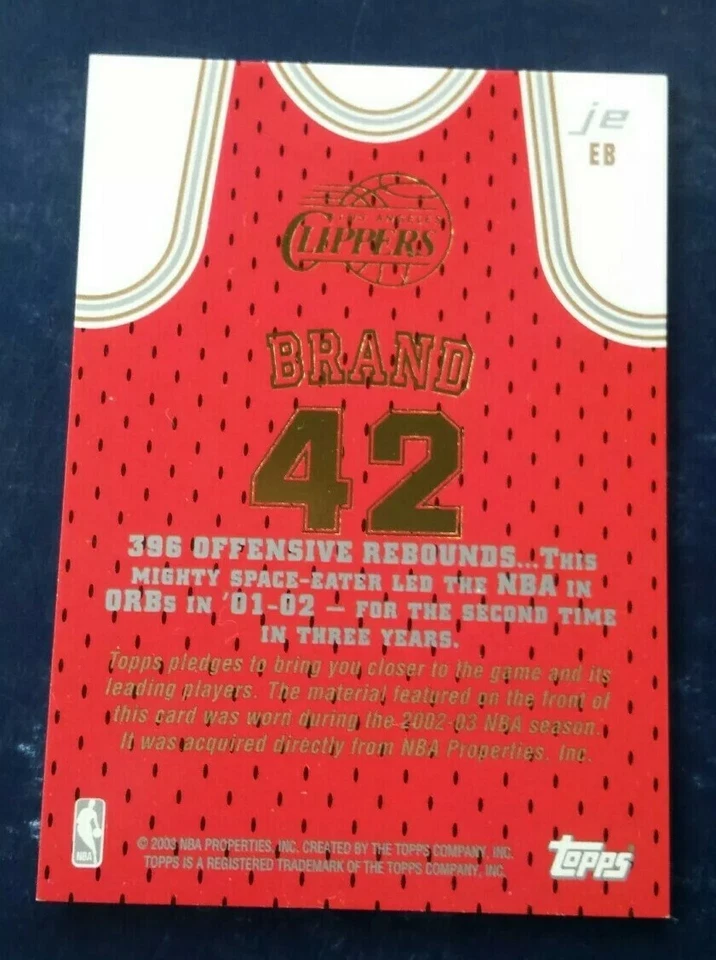 je
EB
LOS ANGELES
CLIPPERS
BRAND
42
396 OFFENSIVE REBOUNDS...THIS
MIGHTY SPACE-EATER LED THE NBA IN
ORBS IN '01-02 – FOR THE SECOND TIME
IN THREE YEARS.
Topps pledges to bring you closer to the game and its
leading players. The material featured on the front of
this card was worn during the 2002-03 NBA season.
It was acquired directly from NBA Properties, Inc.
NBA
© 2003 NBA PROPERTIES, INC. CREATED BY THE TOPPS COMPANY, INC.
TOPPS IS A REGISTERED TRADEMARK OF THE TOPPS COMPANY, INC.
topps